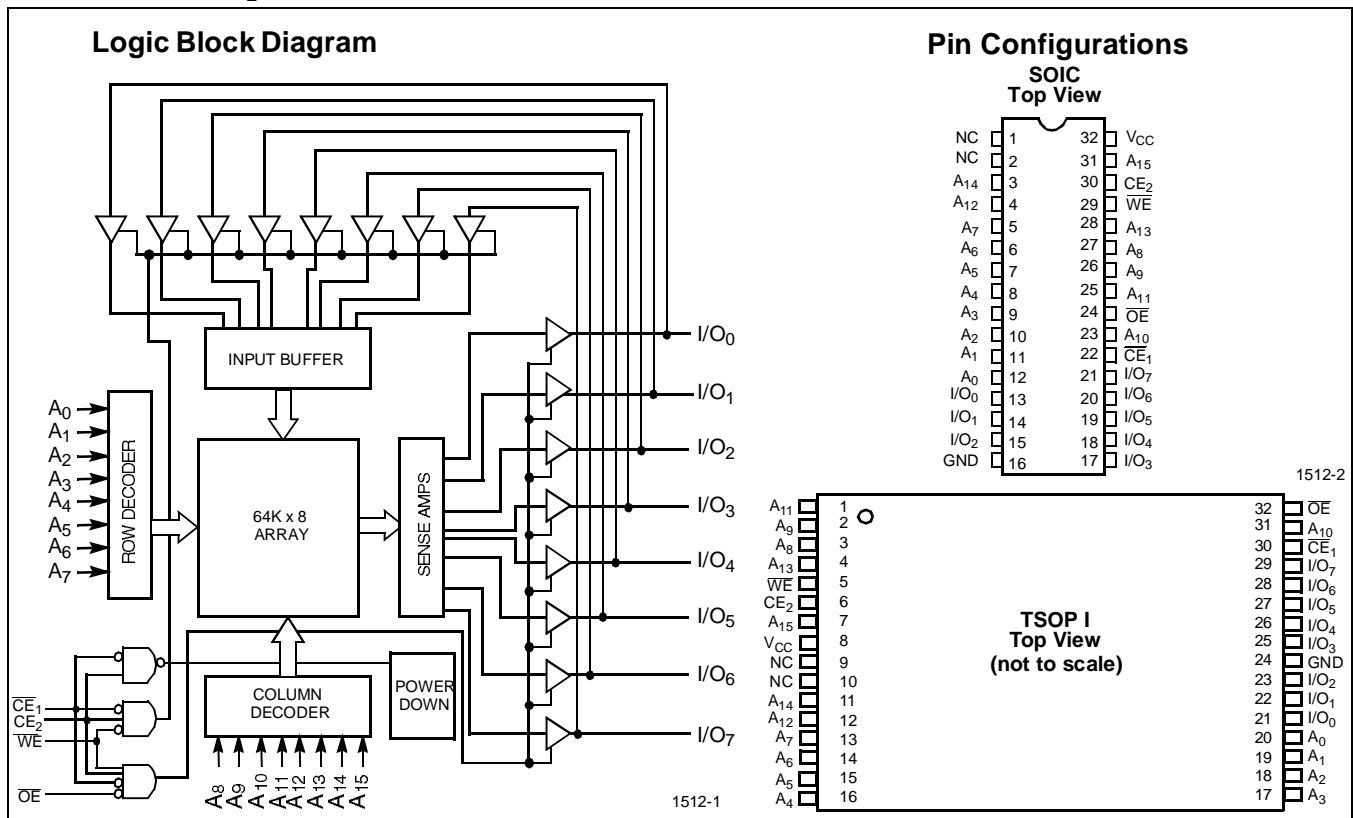 Logic Block Diagram
I/O0
I/O1
I/O2
I/O3
I/O4
I/O5
I/O6
I/O7
INPUT BUFFER
A0
A1
A2
A3
A4
A5
A6
A7
ROW DECODER
64K x 8
ARRAY
SENSE AMPS
COLUMN
DECODER
POWER
DOWN
C̅E̅1
CE2
W̅E̅
O̅E̅
A8
A9
A10
A11
A12
A13
A14
A15
1512-1
Pin Configurations
SOIC
Top View
NC 1 32 VCC
NC 2 31 A15
A14 3 30 CE2
A12 4 29 W̅E̅
A7 5 28 A13
A6 6 27 A8
A5 7 26 A9
A4 8 25 A11
A3 9 24 O̅E̅
A2 10 23 A10
A1 11 22 C̅E̅1
A0 12 21 I/O7
I/O0 13 20 I/O6
I/O1 14 19 I/O5
I/O2 15 18 I/O4
GND 16 17 I/O3
1512-2
A11 1 32 O̅E̅
A9 2 31 A10
A8 3 30 C̅E̅1
A13 4 29 I/O7
W̅E̅ 5 28 I/O6
CE2 6 27 I/O5
A15 7 26 I/O4
VCC 8 25 I/O3
NC 9 24 GND
NC 10 23 I/O2
A14 11 22 I/O1
A12 12 21 I/O0
A7 13 20 A0
A6 14 19 A1
A5 15 18 A2
A4 16 17 A3
TSOP I
Top View
(not to scale)